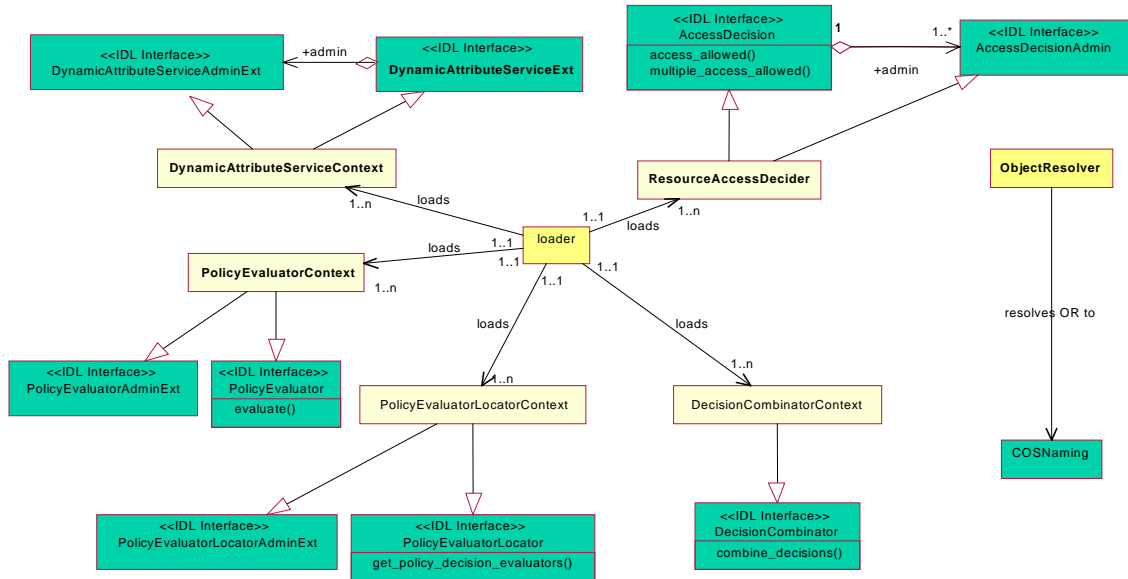 <<IDL Interface>>
DynamicAttributeServiceAdminExt
+admin
<<IDL Interface>>
DynamicAttributeServiceExt
<<IDL Interface>>
AccessDecision
access_allowed()
multiple_access_allowed()
1
1..*
+admin
<<IDL Interface>>
AccessDecisionAdmin
DynamicAttributeServiceContext
ResourceAccessDecider
ObjectResolver
1..n
loads
1..1
loads
1..n
loader
loads
1..1
1..1
1..1
1..1
PolicyEvaluatorContext
1..n
loads
loads
resolves OR to
<<IDL Interface>>
PolicyEvaluatorAdminExt
<<IDL Interface>>
PolicyEvaluator
evaluate()
1..n
1..n
PolicyEvaluatorLocatorContext
DecisionCombinatorContext
COSNaming
<<IDL Interface>>
PolicyEvaluatorLocatorAdminExt
<<IDL Interface>>
PolicyEvaluatorLocator
get_policy_decision_evaluators()
<<IDL Interface>>
DecisionCombinator
combine_decisions()